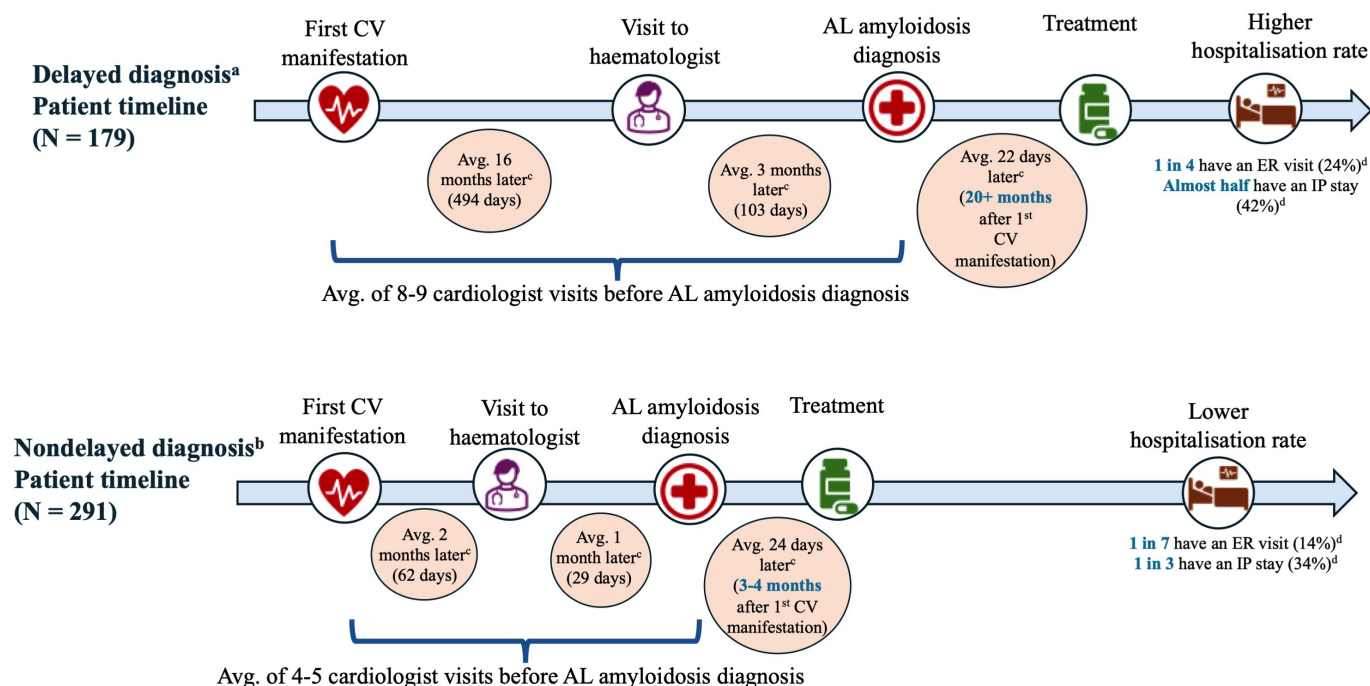 First CV
manifestation
Visit to
haematologist
AL amyloidosis
diagnosis
Treatment
Higher
hospitalisation rate
Delayed diagnosisᵃ
Patient timeline
(N = 179)
Avg. 16
months laterᶜ
(494 days)
Avg. 3 months
laterᶜ
(103 days)
Avg. 22 days
laterᶜ
(20+ months
after 1ˢᵗ
CV
manifestation)
1 in 4 have an ER visit (24%)ᵈ
Almost half have an IP stay
(42%)ᵈ
Avg. of 8-9 cardiologist visits before AL amyloidosis diagnosis
First CV
manifestation
Visit to
haematologist
AL amyloidosis
diagnosis
Treatment
Lower
hospitalisation rate
Nondelayed diagnosisᵇ
Patient timeline
(N = 291)
Avg. 2
months laterᶜ
(62 days)
Avg. 1
month laterᶜ
(29 days)
Avg. 24 days
laterᶜ
(3-4 months
after 1ˢᵗ CV
manifestation)
1 in 7 have an ER visit (14%)ᵈ
1 in 3 have an IP stay (34%)ᵈ
Avg. of 4-5 cardiologist visits before AL amyloidosis diagnosis